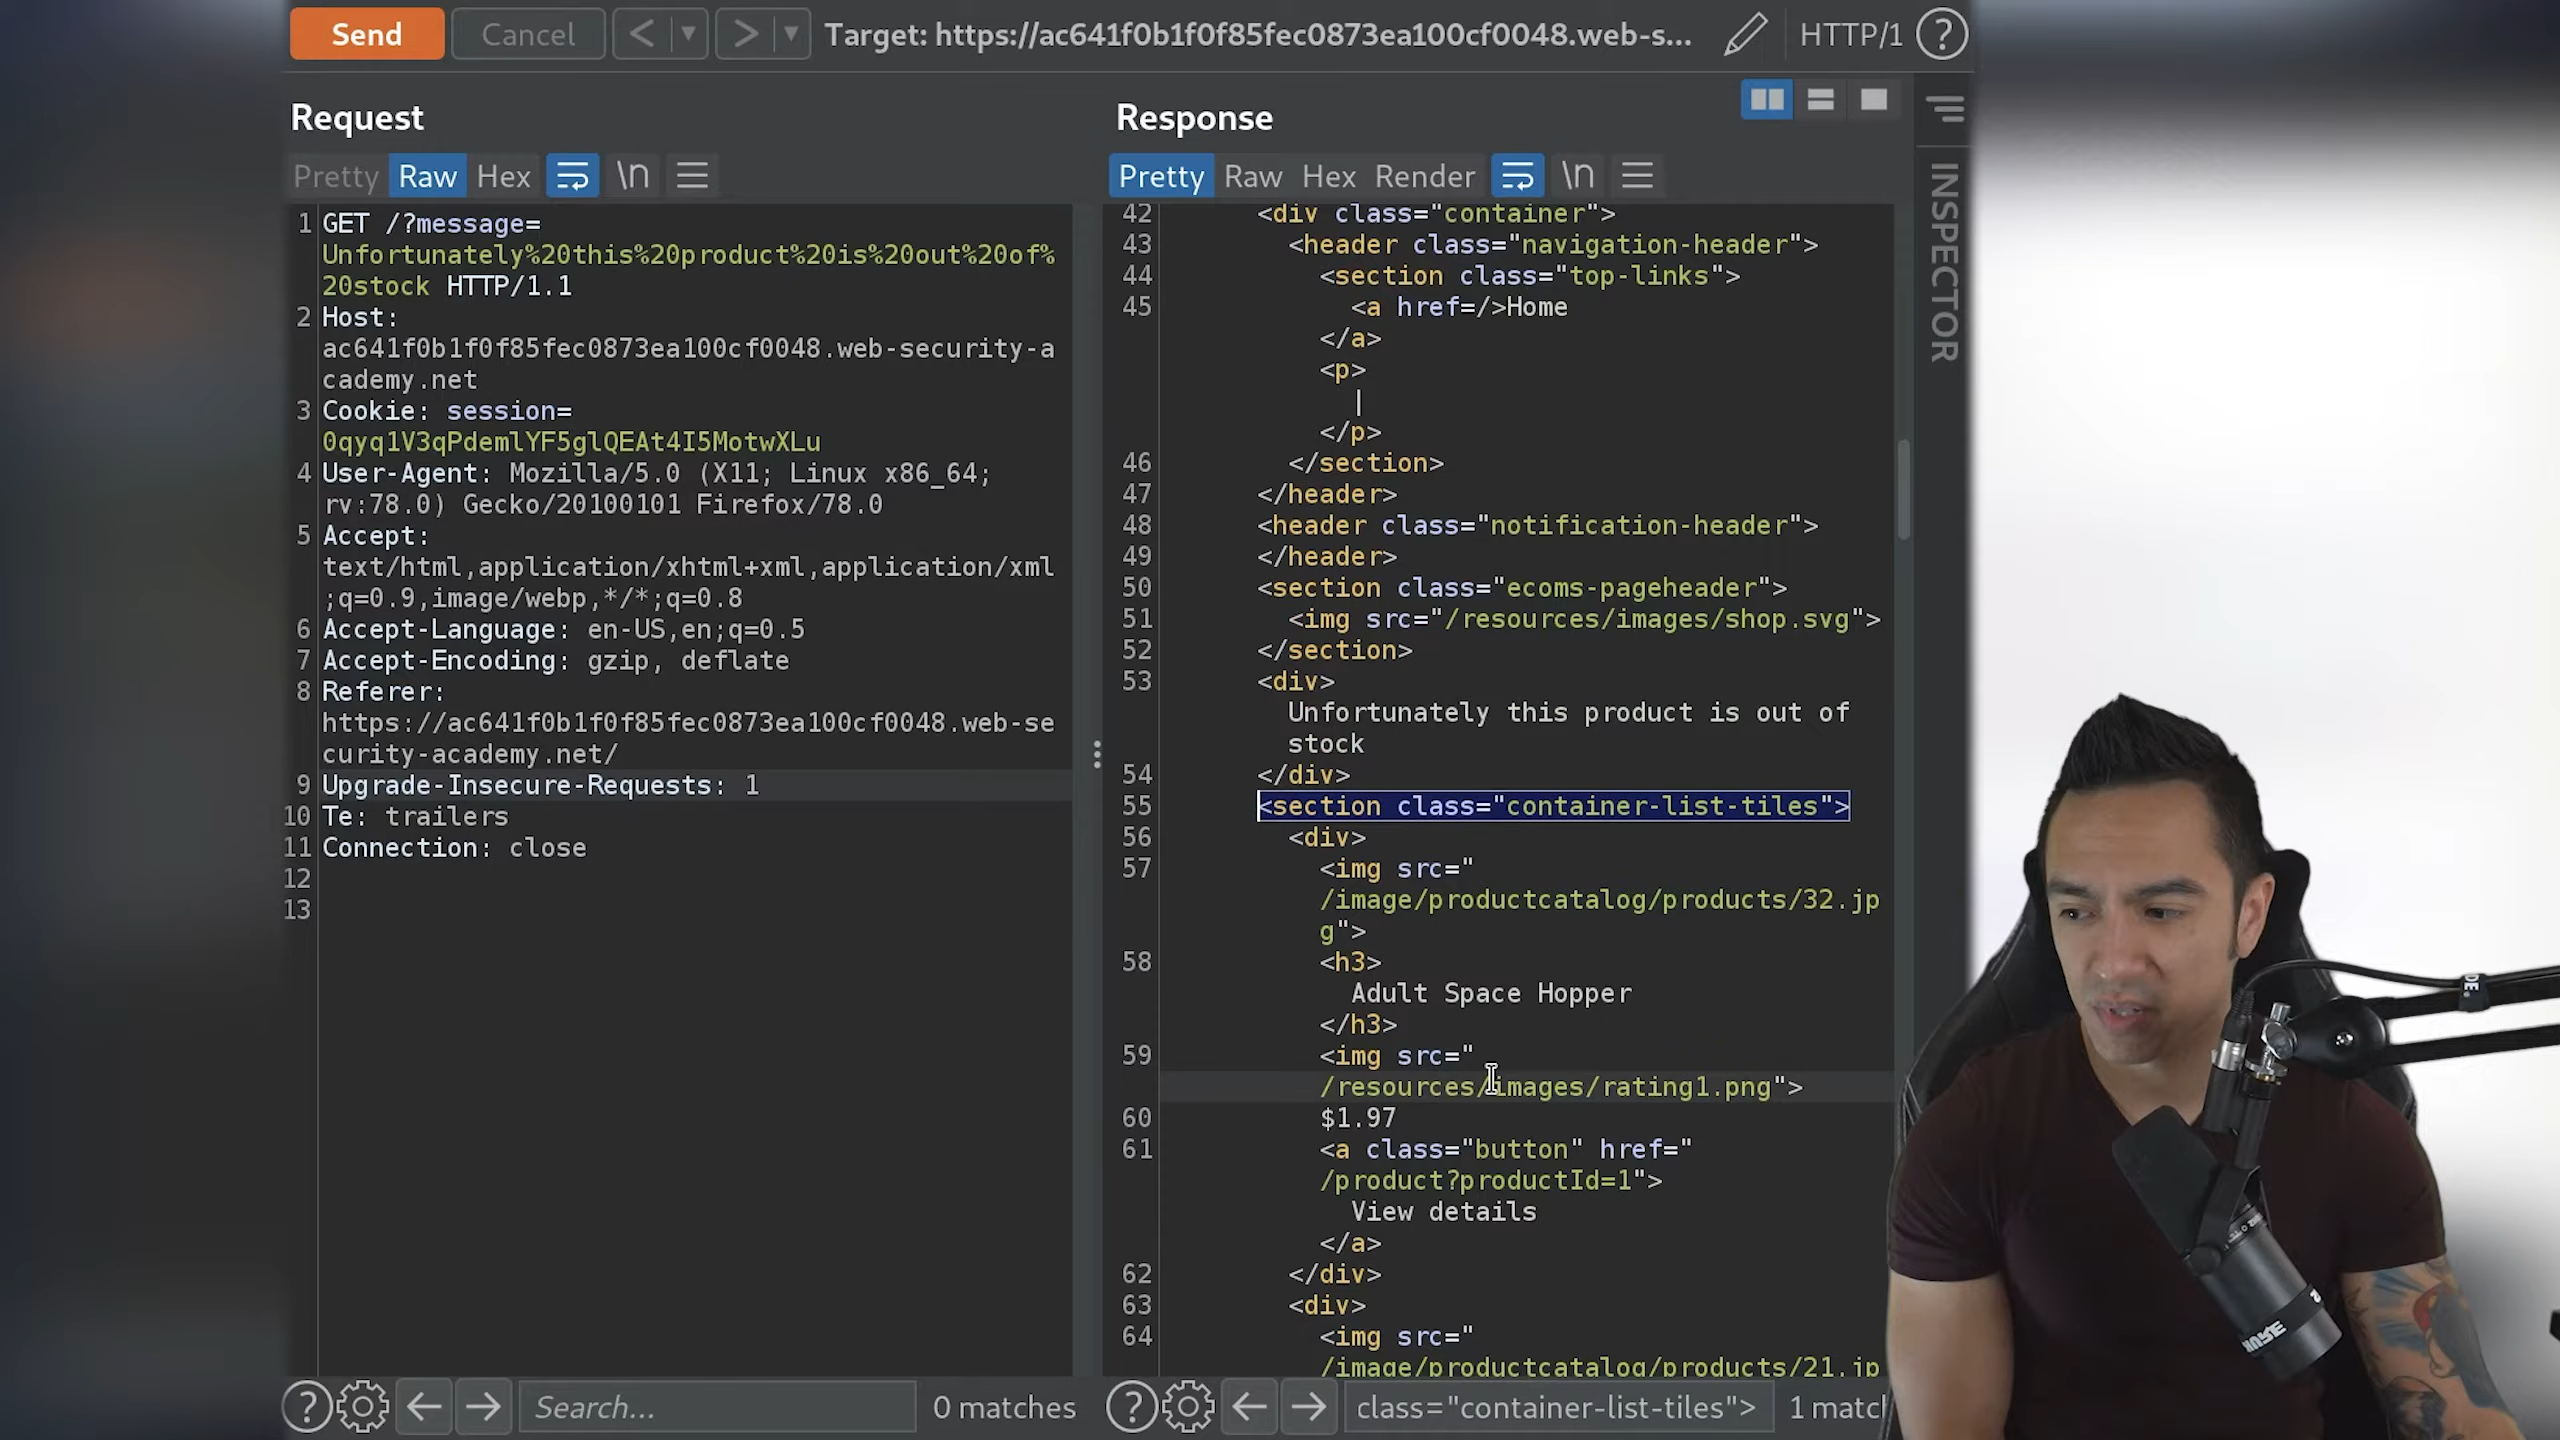 Send
Cancel
Target: https://ac641f0b1f0f85fec0873ea100cf0048.web-s...
HTTP/1
Request
Pretty
Raw
Hex
\n
1 GET /?message=
Unfortunately%20this%20product%20is%20out%20of%
20stock HTTP/1.1
2 Host:
ac641f0b1f0f85fec0873ea100cf0048.web-security-a
cademy.net
3 Cookie: session=
0qyq1V3qPdemlYF5glQEAt4I5MotwXLu
4 User-Agent: Mozilla/5.0 (X11; Linux x86_64;
rv:78.0) Gecko/20100101 Firefox/78.0
5 Accept:
text/html,application/xhtml+xml,application/xml
;q=0.9,image/webp,*/*;q=0.8
6 Accept-Language: en-US,en;q=0.5
7 Accept-Encoding: gzip, deflate
8 Referer:
https://ac641f0b1f0f85fec0873ea100cf0048.web-se
curity-academy.net/
9 Upgrade-Insecure-Requests: 1
10 Te: trailers
11 Connection: close
12
13
Search...
0 matches
Response
Pretty
Raw
Hex
Render
\n
42 <div class="container">
43 <header class="navigation-header">
44 <section class="top-links">
45 <a href=/>Home
</a>
<p>
|
</p>
46 </section>
47 </header>
48 <header class="notification-header">
49 </header>
50 <section class="ecoms-pageheader">
51 <img src="/resources/images/shop.svg">
52 </section>
53 <div>
Unfortunately this product is out of
stock
54 </div>
55 <section class="container-list-tiles">
56 <div>
57 <img src="
/image/productcatalog/products/32.jp
g">
58 <h3>
Adult Space Hopper
</h3>
59 <img src="
/resources/images/rating1.png">
60 $1.97
61 <a class="button" href="
/product?productId=1">
View details
</a>
62 </div>
63 <div>
64 <img src="
/image/productcatalog/products/21.jp
class="container-list-tiles">
1 match
INSPECTOR